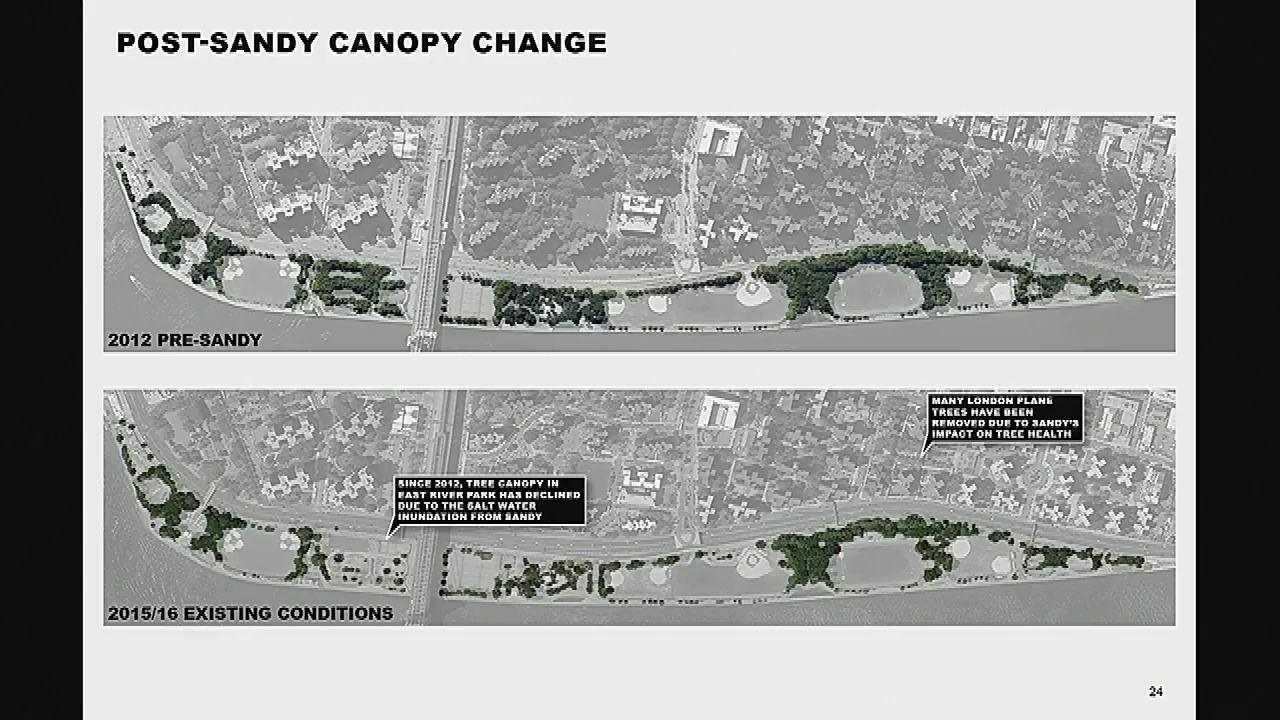 POST-SANDY CANOPY CHANGE
2012 PRE-SANDY
MANY LONDON PLANE
TREES HAVE BEEN
REMOVED DUE TO SANDY'S
IMPACT ON TREE HEALTH
SINCE 2012, TREE CANOPY IN
EAST RIVER PARK HAS DECLINED
DUE TO THE SALT WATER
INUNDATION FROM SANDY
2015/16 EXISTING CONDITIONS
24